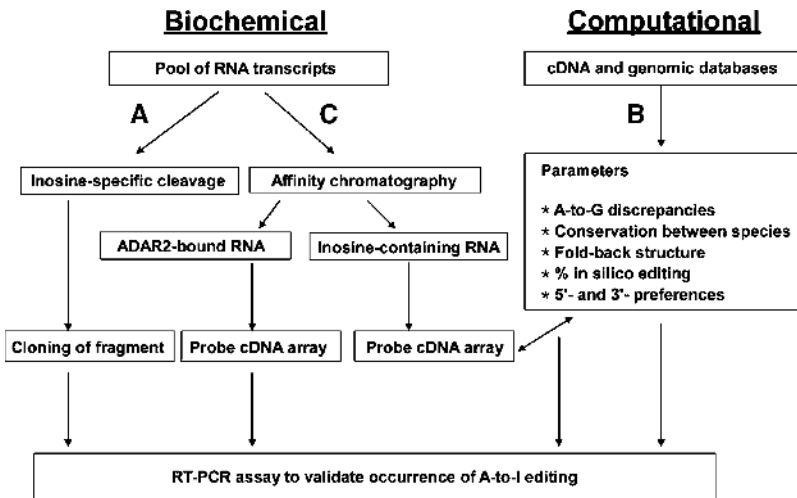 Biochemical
Computational
Pool of RNA transcripts
cDNA and genomic databases
A
C
B
Inosine-specific cleavage
Affinity chromatography
Parameters
* A-to-G discrepancies
* Conservation between species
* Fold-back structure
* % in silico editing
* 5'- and 3'- preferences
ADAR2-bound RNA
Inosine-containing RNA
Cloning of fragment
Probe cDNA array
Probe cDNA array
RT-PCR assay to validate occurrence of A-to-I editing